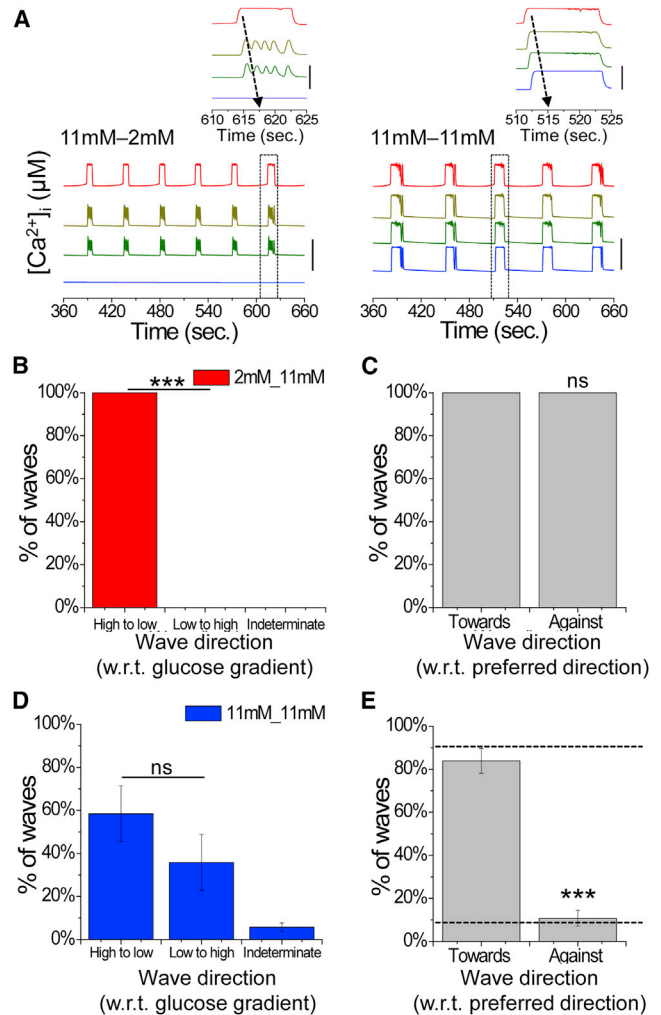 A
610 615 620 625
Time (sec.)
510 515 520 525
Time (sec.)
11mM–2mM
11mM–11mM
[Ca2+]i (μM)
360 420 480 540 600 660
Time (sec.)
360 420 480 540 600 660
Time (sec.)
B
*** 2mM_11mM
100%
80%
60%
40%
20%
0%
% of waves
High to low Low to high Indeterminate
Wave direction
(w.r.t. glucose gradient)
C
ns
100%
80%
60%
40%
20%
0%
% of waves
Towards Against
Wave direction
(w.r.t. preferred direction)
D
11mM_11mM
ns
100%
80%
60%
40%
20%
0%
% of waves
High to low Low to high Indeterminate
Wave direction
(w.r.t. glucose gradient)
E
100%
80%
60%
40%
20%
0%
% of waves
***
Towards Against
Wave direction
(w.r.t. preferred direction)